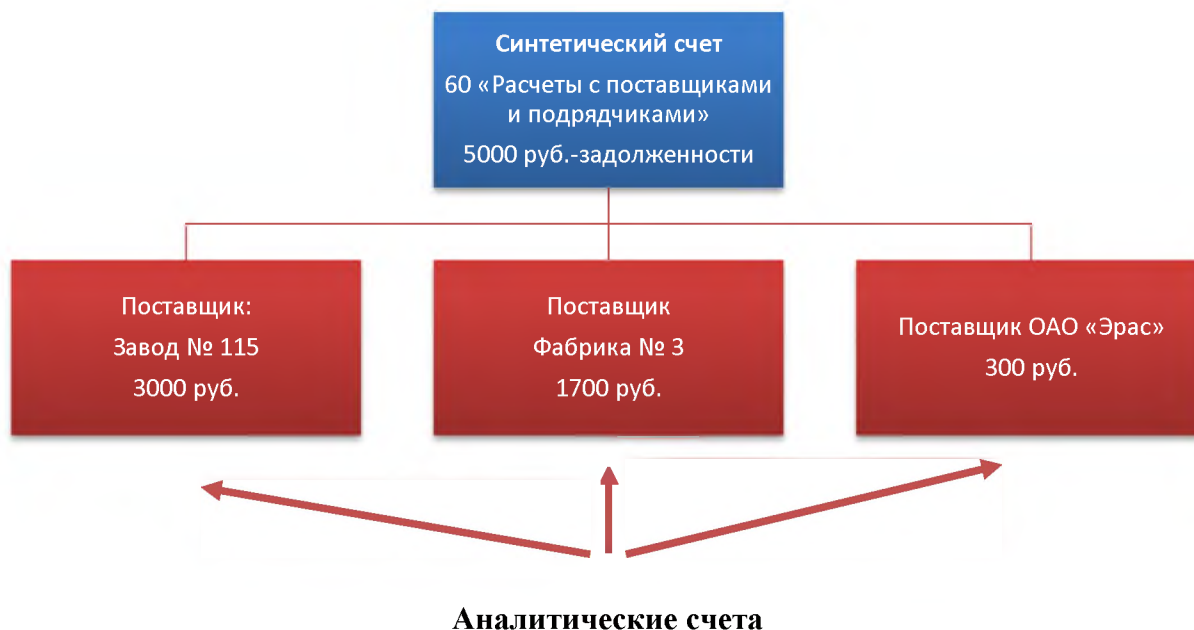 Синтетический счет
60 «Расчеты с поставщиками
и подрядчиками»
5000 руб.-задолженности
Поставщик:
Завод № 115
3000 руб.
Поставщик
Фабрика № 3
1700 руб.
Поставщик ОАО «Эрас»
300 руб.
Аналитические счета